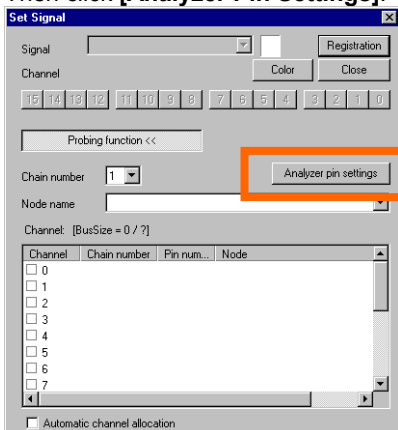 Then click [Analyzer Pin Settings].
Set Signal
Signal
Registration
Channel
Color
Close
15 14 13 12 11 10 9 8 7 6 5 4 3 2 1 0
Probing function <<
Chain number 1
Analyzer pin settings
Node name
Channel: [BusSize = 0 / ?]
Channel Chain number Pin num... Node
0
1
2
3
4
5
6
7
Automatic channel allocation